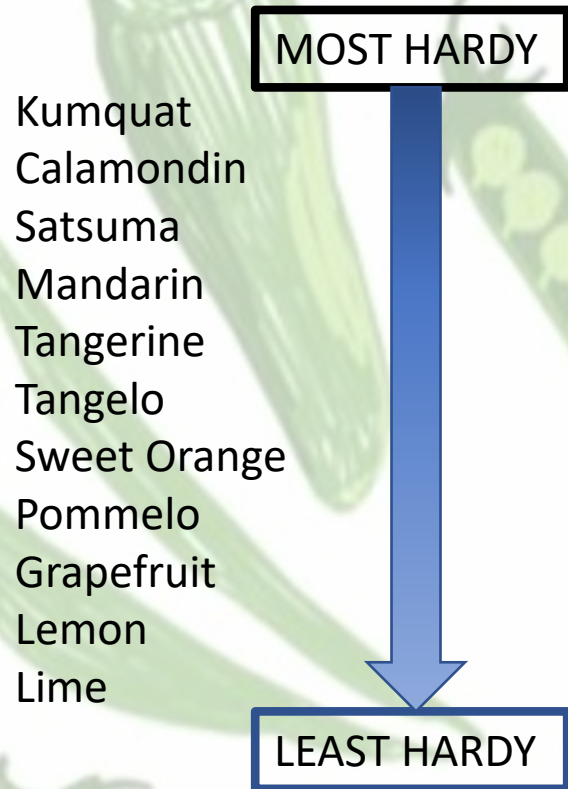 MOST HARDY
Kumquat
Calamondin
Satsuma
Mandarin
Tangerine
Tangelo
Sweet Orange
Pommelo
Grapefruit
Lemon
Lime
LEAST HARDY